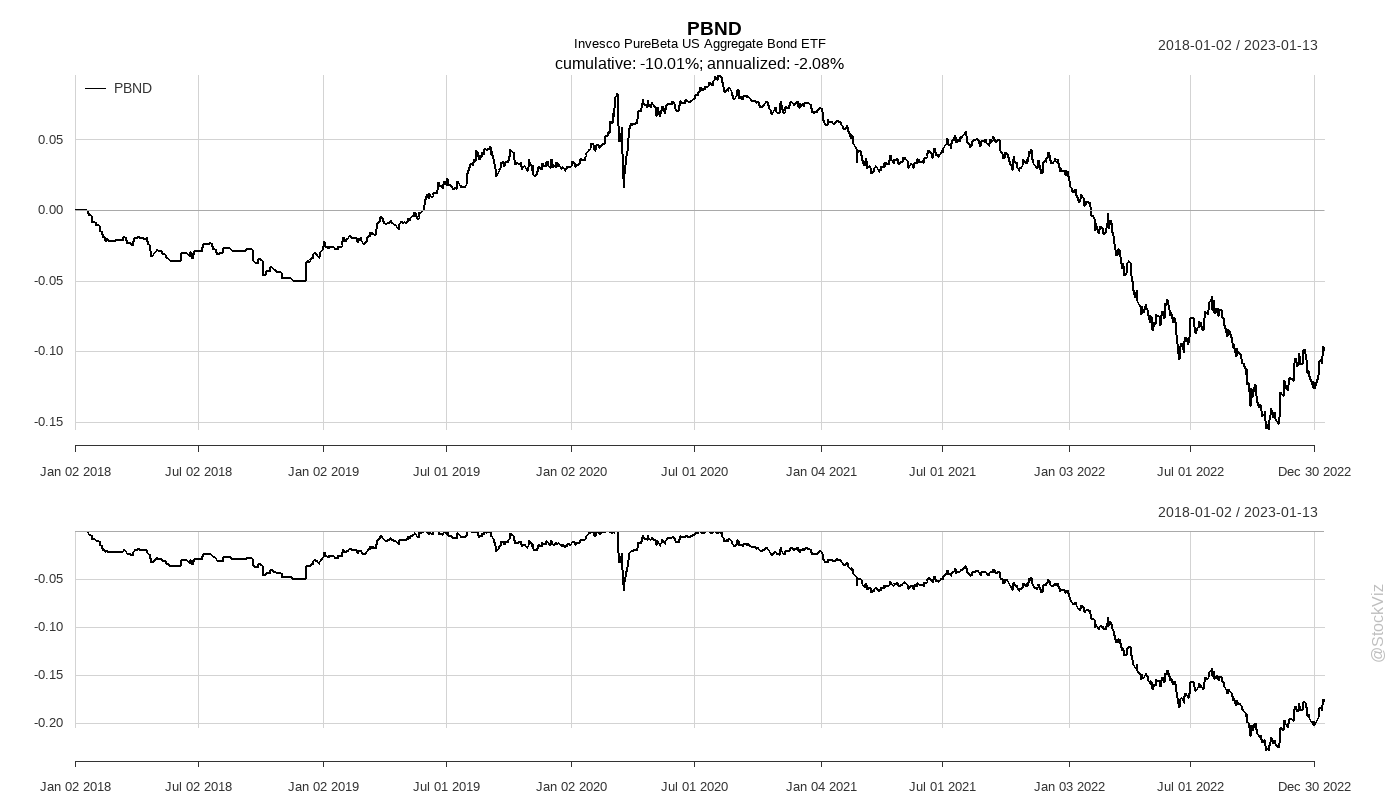 PBND
Invesco PureBeta US Aggregate Bond ETF
cumulative: -10.01%; annualized: -2.08%
2018-01-02 / 2023-01-13
PBND
0.05
0.00
-0.05
-0.10
-0.15
Jan 02 2018 Jul 02 2018 Jan 02 2019 Jul 01 2019 Jan 02 2020 Jul 01 2020 Jan 04 2021 Jul 01 2021 Jan 03 2022 Jul 01 2022 Dec 30 2022
2018-01-02 / 2023-01-13
-0.05
-0.10
-0.15
-0.20
Jan 02 2018 Jul 02 2018 Jan 02 2019 Jul 01 2019 Jan 02 2020 Jul 01 2020 Jan 04 2021 Jul 01 2021 Jan 03 2022 Jul 01 2022 Dec 30 2022
@StockViz